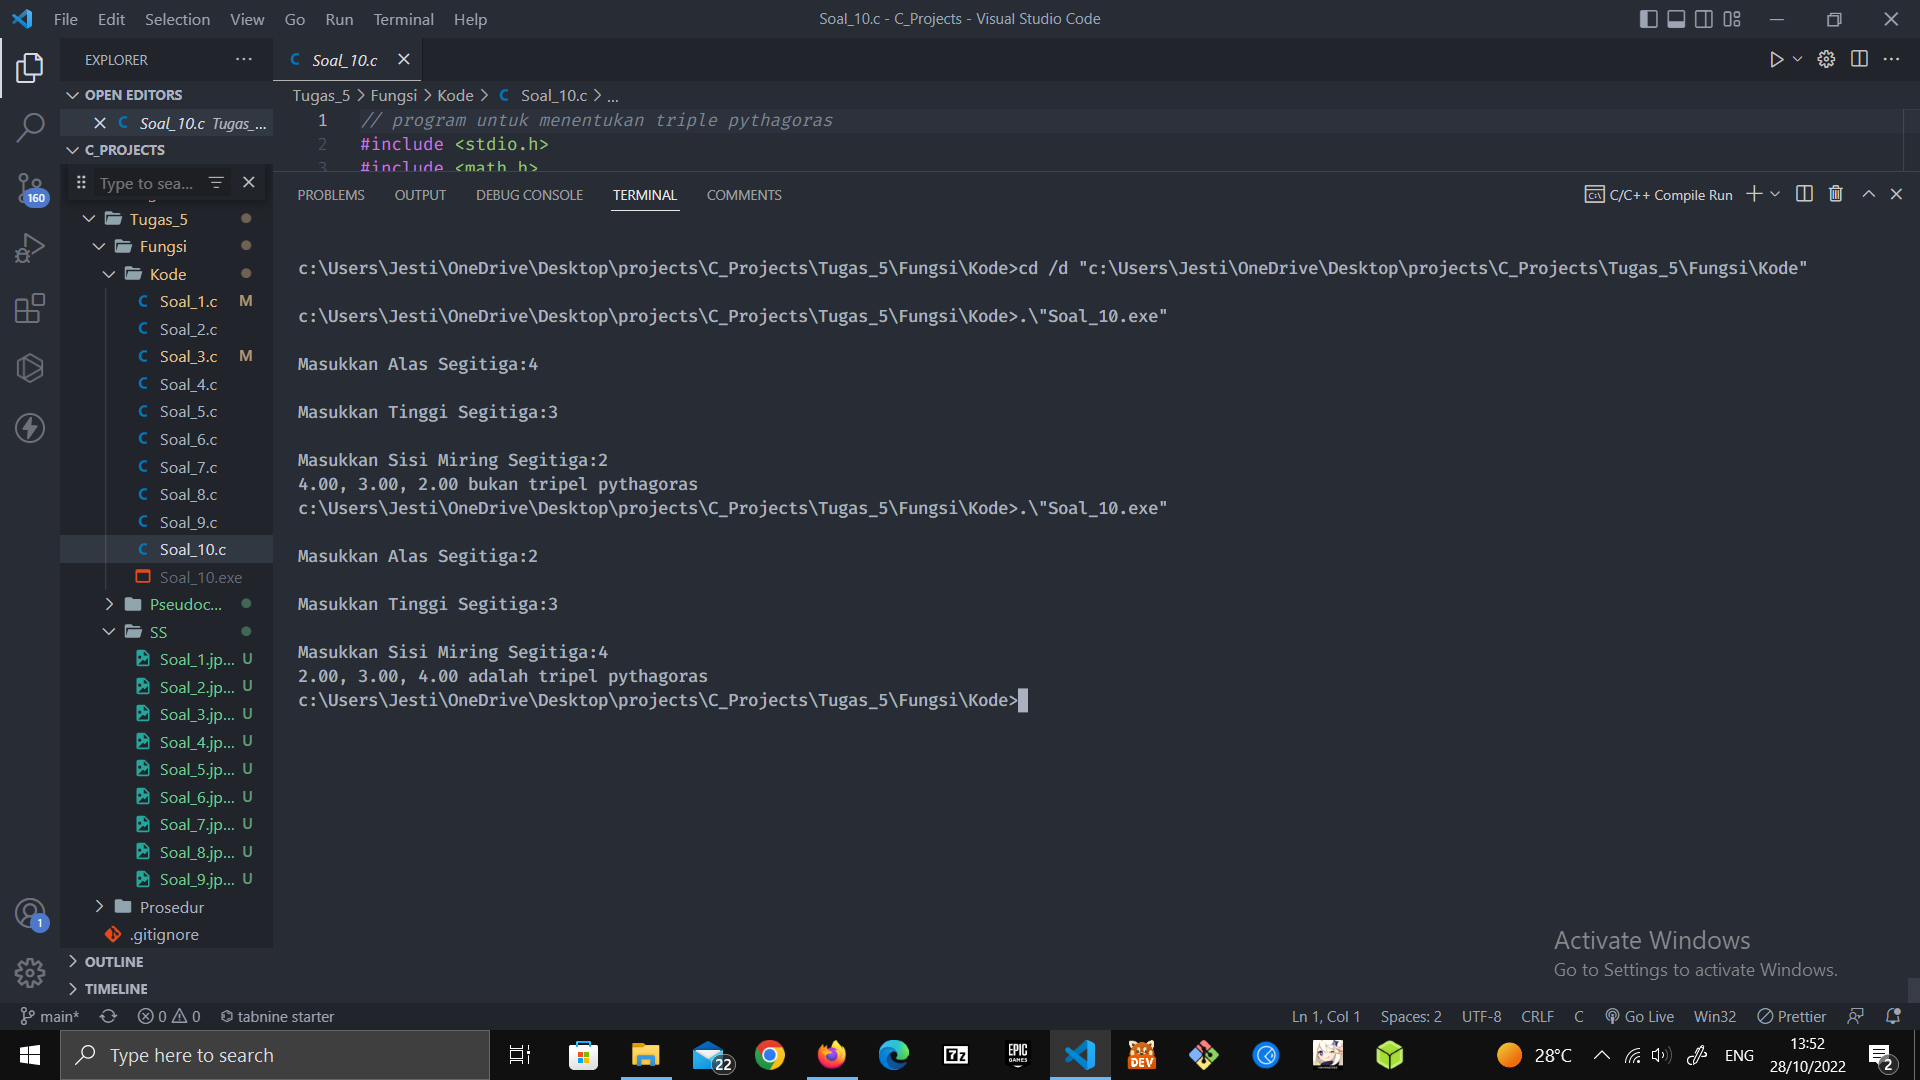 File Edit Selection View Go Run Terminal Help
Soal_10.c - C_Projects - Visual Studio Code
EXPLORER
OPEN EDITORS
Soal_10.c Tugas_...
C_PROJECTS
Type to sea...
Tugas_5
Fungsi
Kode
Soal_1.c M
Soal_2.c
Soal_3.c M
Soal_4.c
Soal_5.c
Soal_6.c
Soal_7.c
Soal_8.c
Soal_9.c
Soal_10.c
Soal_10.exe
Pseudoc...
SS
Soal_1.jp... U
Soal_2.jp... U
Soal_3.jp... U
Soal_4.jp... U
Soal_5.jp... U
Soal_6.jp... U
Soal_7.jp... U
Soal_8.jp... U
Soal_9.jp... U
Prosedur
.gitignore
OUTLINE
TIMELINE
160
1
Soal_10.c
Tugas_5 > Fungsi > Kode > C Soal_10.c > ...
1 // program untuk menentukan triple pythagoras
2 #include <stdio.h>
3 #include <math.h>
PROBLEMS OUTPUT DEBUG CONSOLE TERMINAL COMMENTS
C/C++ Compile Run
c:\Users\Jesti\OneDrive\Desktop\projects\C_Projects\Tugas_5\Fungsi\Kode>cd /d "c:\Users\Jesti\OneDrive\Desktop\projects\C_Projects\Tugas_5\Fungsi\Kode"
c:\Users\Jesti\OneDrive\Desktop\projects\C_Projects\Tugas_5\Fungsi\Kode>.\"Soal_10.exe"
Masukkan Alas Segitiga:4
Masukkan Tinggi Segitiga:3
Masukkan Sisi Miring Segitiga:2
4.00, 3.00, 2.00 bukan tripel pythagoras
c:\Users\Jesti\OneDrive\Desktop\projects\C_Projects\Tugas_5\Fungsi\Kode>.\"Soal_10.exe"
Masukkan Alas Segitiga:2
Masukkan Tinggi Segitiga:3
Masukkan Sisi Miring Segitiga:4
2.00, 3.00, 4.00 adalah tripel pythagoras
c:\Users\Jesti\OneDrive\Desktop\projects\C_Projects\Tugas_5\Fungsi\Kode>
Activate Windows
Go to Settings to activate Windows.
main* 0 0 tabnine starter
Ln 1, Col 1 Spaces: 2 UTF-8 CRLF C Go Live Win32 Prettier
Type here to search
22
7z
EPIC GAMES
DEV
28°C
ENG
13:52
28/10/2022
2